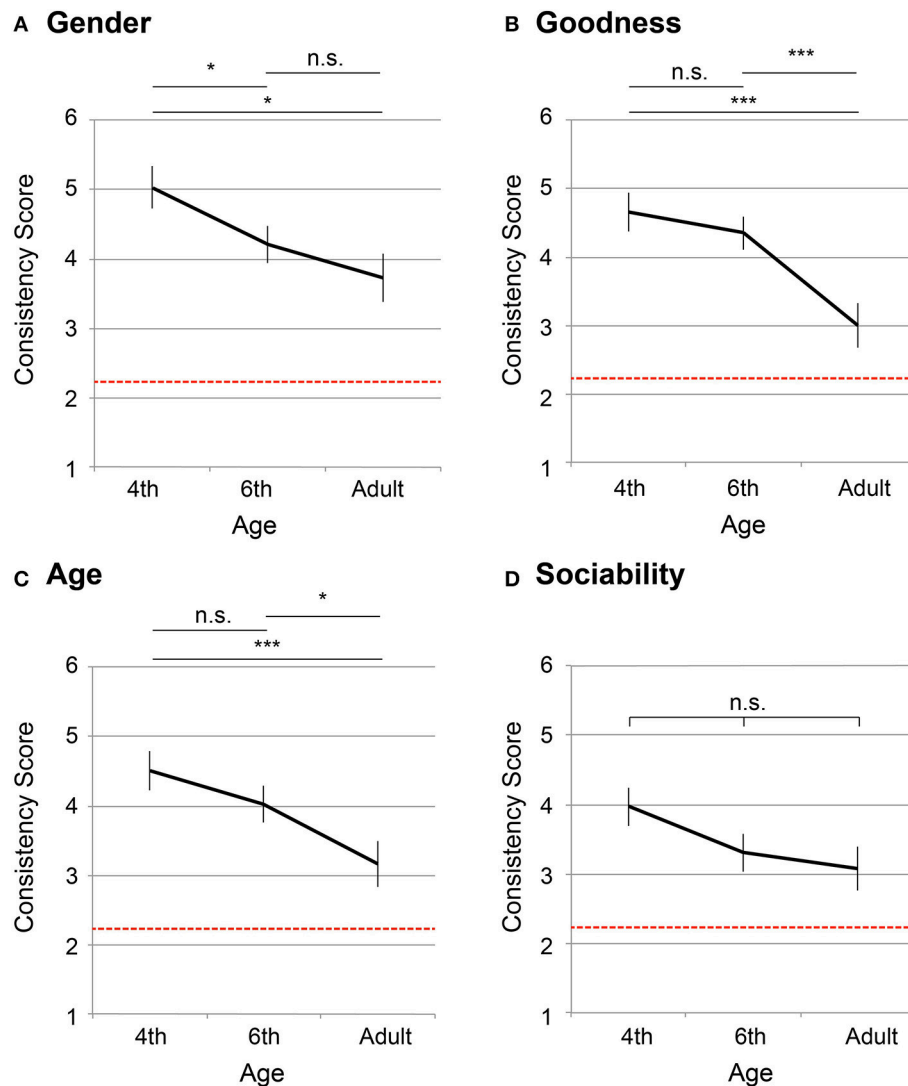 A Gender
n.s.
*
*
6
5
4
3
2
1
Consistency Score
4th 6th Adult
Age
B Goodness
***
n.s.
***
6
5
4
3
2
1
Consistency Score
4th 6th Adult
Age
C Age
*
n.s.
***
6
5
4
3
2
1
Consistency Score
4th 6th Adult
Age
D Sociability
n.s.
6
5
4
3
2
1
Consistency Score
4th 6th Adult
Age